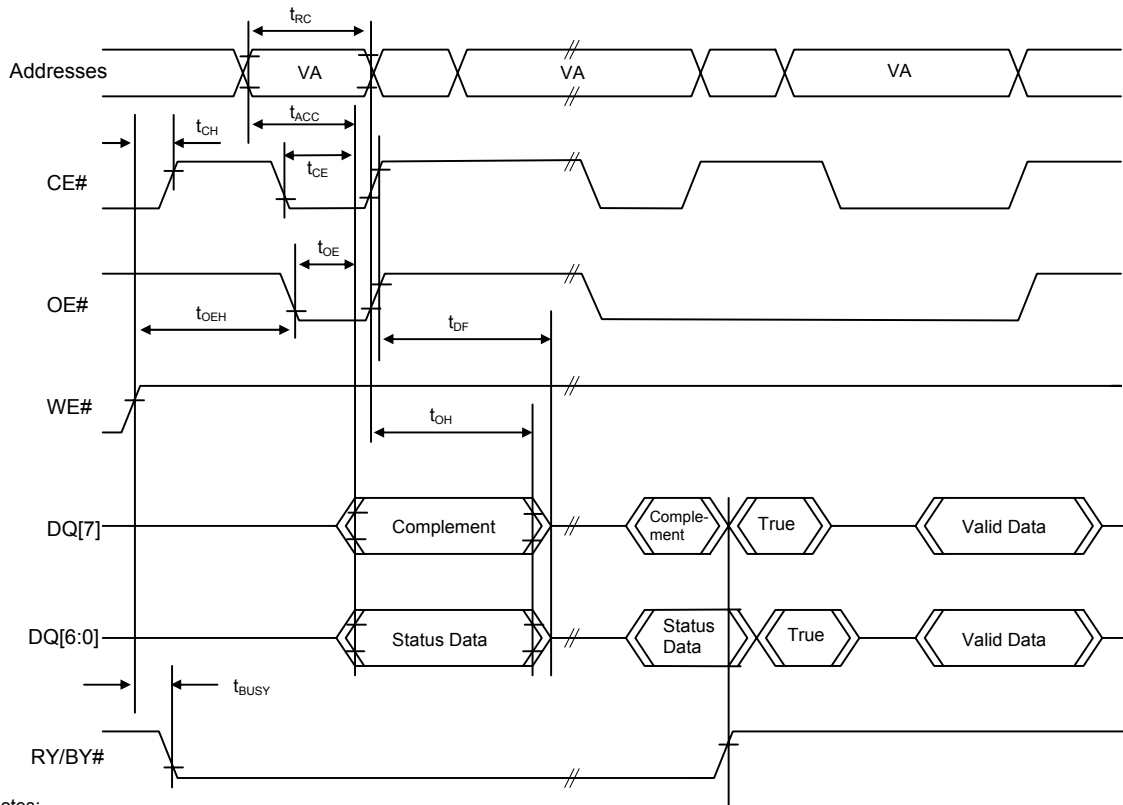 tRC
Addresses VA VA VA
tACC
tCH
tCE
CE#
tOE
OE#
tOEH
tDF
WE#
tOH
DQ[7] Complement Comple-
ment True Valid Data
DQ[6:0] Status Data Status
Data True Valid Data
tBUSY
RY/BY#